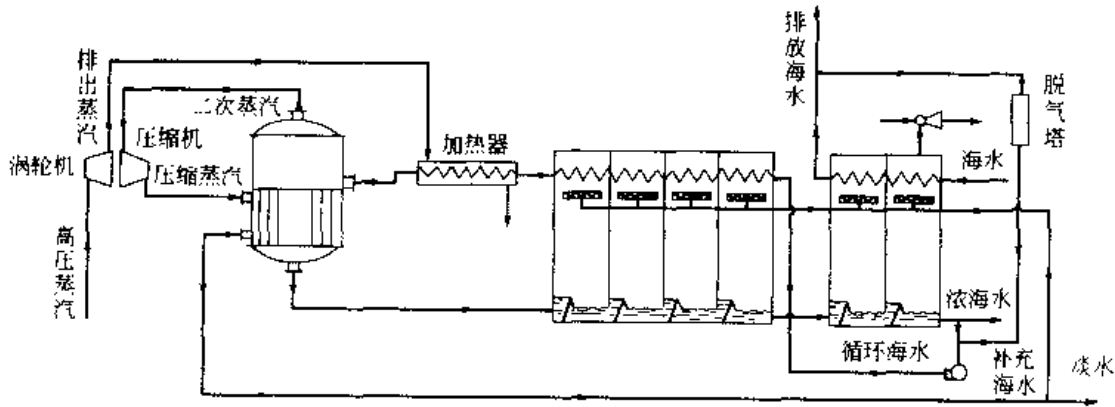 排出蒸汽
二次蒸汽
压缩机
涡轮机
压缩蒸汽
高压蒸汽
加热器
排放海水
脱气塔
海水
浓海水
循环海水
补充海水
淡水